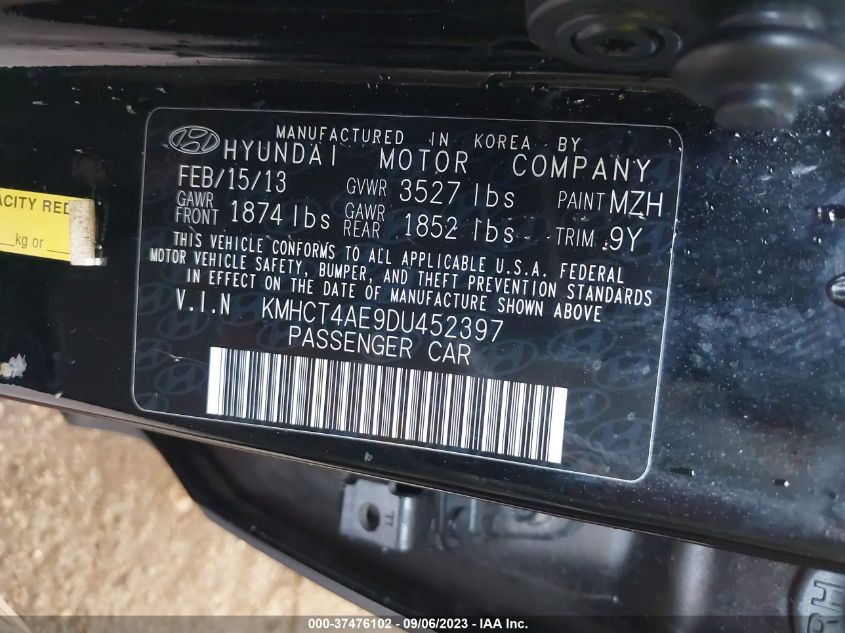 MANUFACTURED IN KOREA BY
HYUNDAI MOTOR COMPANY
FEB/15/13 GVWR 3527 lbs PAINT MZH
GAWR FRONT 1874 lbs GAWR REAR 1852 lbs TRIM 9Y
THIS VEHICLE CONFORMS TO ALL APPLICABLE U.S.A. FEDERAL
MOTOR VEHICLE SAFETY, BUMPER, AND THEFT PREVENTION STANDARDS
IN EFFECT ON THE DATE OF MANUFACTURE SHOWN ABOVE
V.I.N KMHCT4AE9DU452397
PASSENGER CAR
ACITY RED
kg or
RH
000-37476102 - 09/06/2023 - IAA Inc.